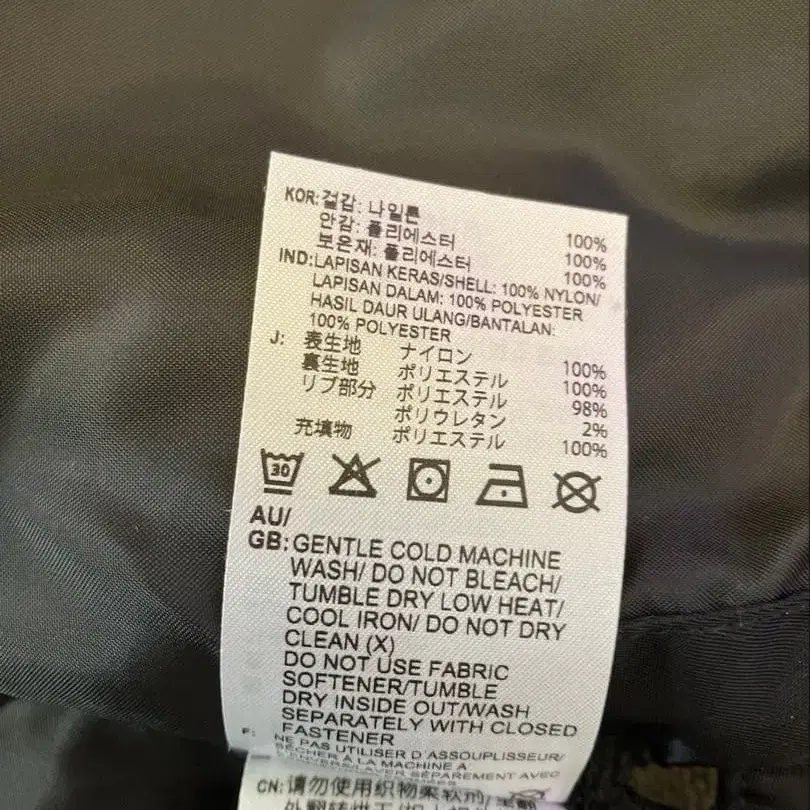 KOR:겉감: 나일론 100%
안감: 폴리에스터 100%
보온재: 폴리에스터 100%
IND:LAPISAN KERAS/SHELL: 100% NYLON/
LAPISAN DALAM: 100% POLYESTER
HASIL DAUR ULANG/BANTALAN:
100% POLYESTER
J: 表生地 ナイロン 100%
裏生地 ポリエステル 100%
リブ部分 ポリエステル 98%
ポリウレタン 2%
充填物 ポリエステル 100%
30
AU/
GB:GENTLE COLD MACHINE
WASH/ DO NOT BLEACH/
TUMBLE DRY LOW HEAT/
COOL IRON/ DO NOT DRY
CLEAN (X)
DO NOT USE FABRIC
SOFTENER/TUMBLE
DRY INSIDE OUT/WASH
SEPARATELY WITH CLOSED
FASTENER
F: NE PAS UTILISER D'ASSOUPLISSEUR/
SÉCHER À LA MACHINE A
L'ENVERS/LAVER SÉPAREMENT AVEC
CN:请勿使用织物柔软剂/